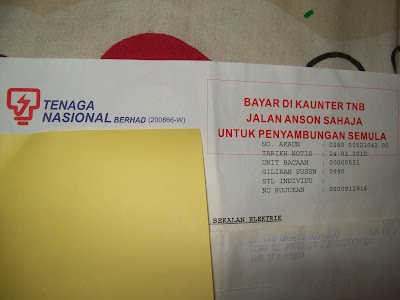 TENAGA
NASIONAL BERHAD (200866-W)
BAYAR DI KAUNTER TNB
JALAN ANSON SAHAJA
UNTUK PENYAMBUNGAN SEMULA
NO. AKAUN : 0260 00521042 00
TARIKH NOTIS : 14.01.2010
UNIT BACAAN : 00000551
GILIRAN SUSUN : 0990
STL INDIVIDU :
NO RUJUKAN : 0000912916
BEKALAN ELEKTRIK